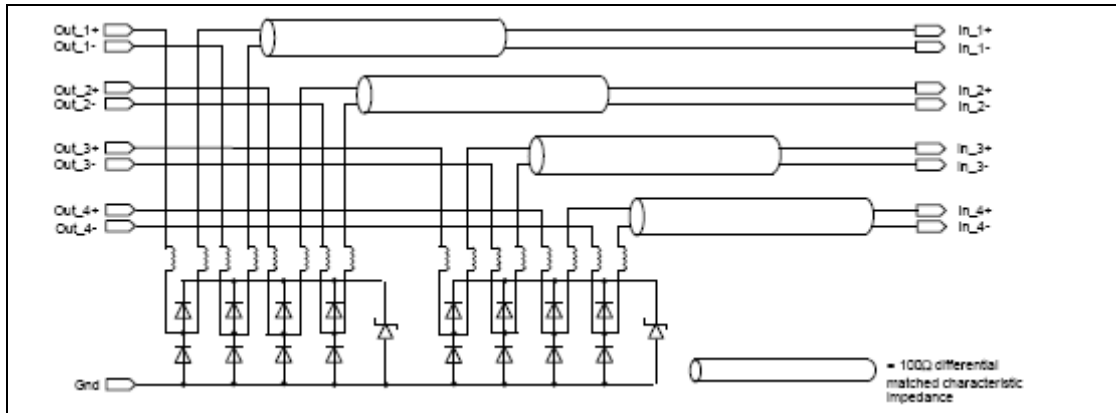 Out_1+
Out_1-
In_1+
In_1-
Out_2+
Out_2-
In_2+
In_2-
Out_3+
Out_3-
In_3+
In_3-
Out_4+
Out_4-
In_4+
In_4-
Gnd
= 100Ω differential
matched characteristic
impedance